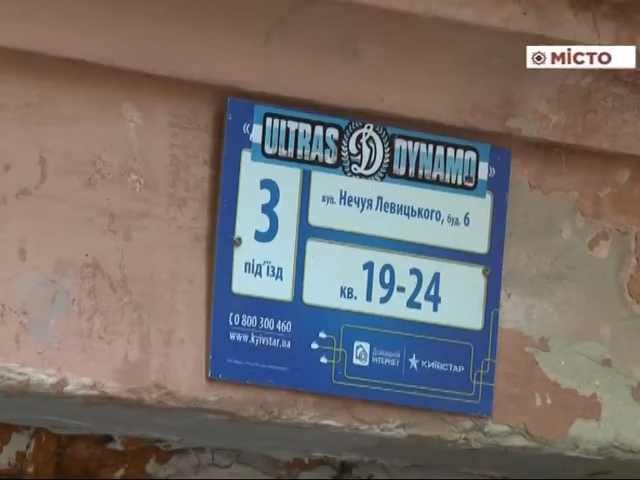 МІСТО
ULTRAS D DYNAMO
3
під'їзд
вул. Нечуя Левицького, буд. 6
кв. 19-24
0 800 300 460
www.kyivstar.ua
Домашній
ІНТЕРНЕТ
КИЇВСТАР